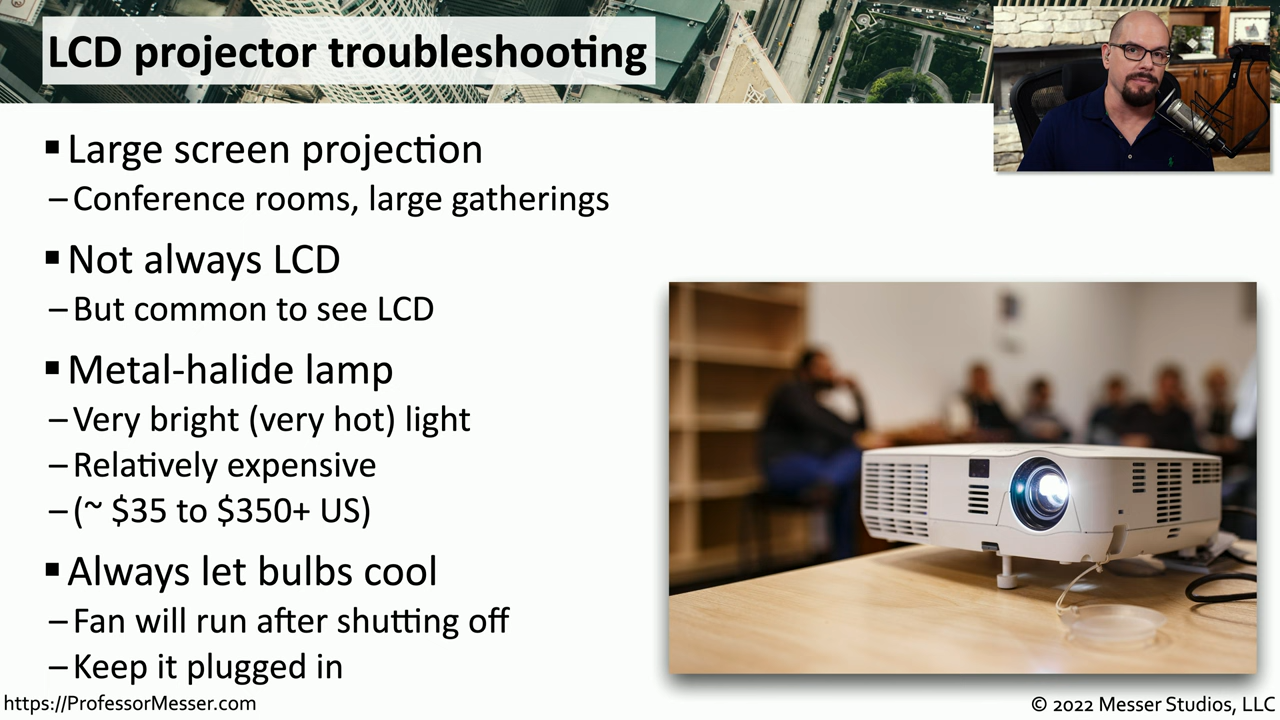 LCD projector troubleshooting
▪ Large screen projection
– Conference rooms, large gatherings
▪ Not always LCD
– But common to see LCD
▪ Metal-halide lamp
– Very bright (very hot) light
– Relatively expensive
– (~ $35 to $350+ US)
▪ Always let bulbs cool
– Fan will run after shutting off
– Keep it plugged in
https://ProfessorMesser.com
© 2022 Messer Studios, LLC